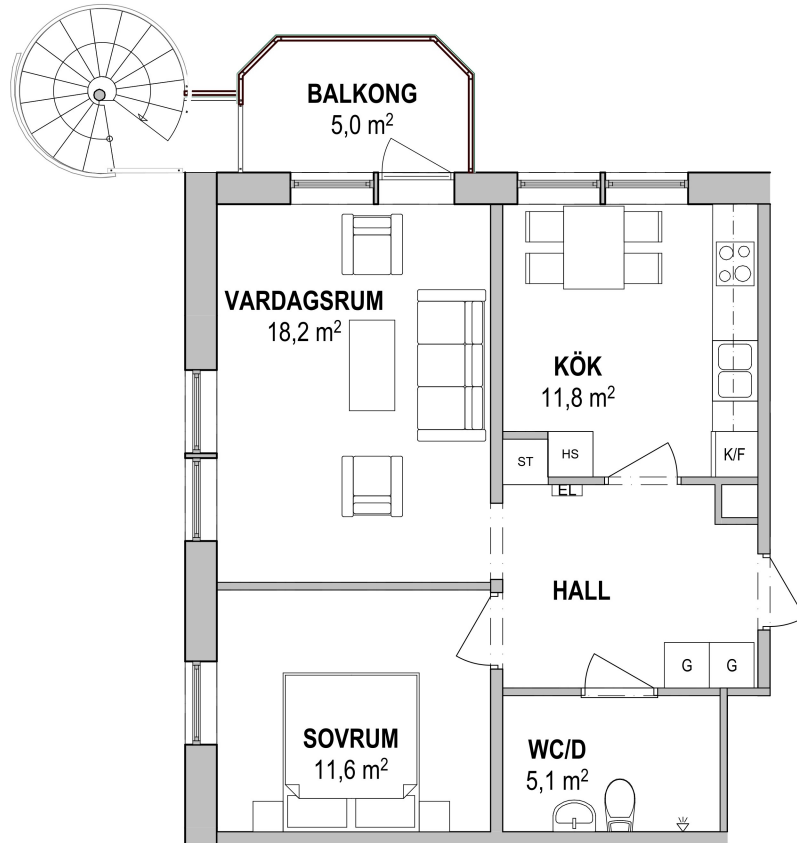 BALKONG
5,0 m²
VARDAGSRUM
18,2 m²
KÖK
11,8 m²
ST
HS
K/F
EL
HALL
G
G
SOVRUM
11,6 m²
WC/D
5,1 m²